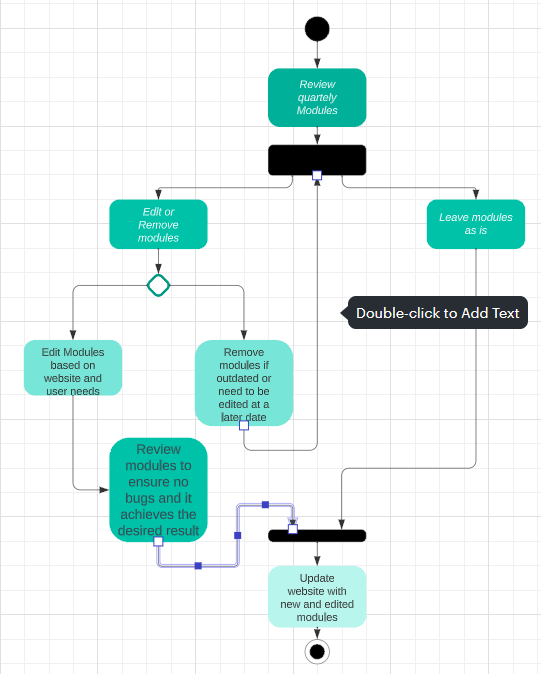 Review
quartely
Modules
Edit or
Remove
modules
Leave modules
as is
Double-click to Add Text
Edit Modules
based on
website and
user needs
Remove
modules if
outdated or
need to be
edited at a
later date
Review
modules to
ensure no
bugs and it
achieves the
desired result
Update
website with
new and edited
modules